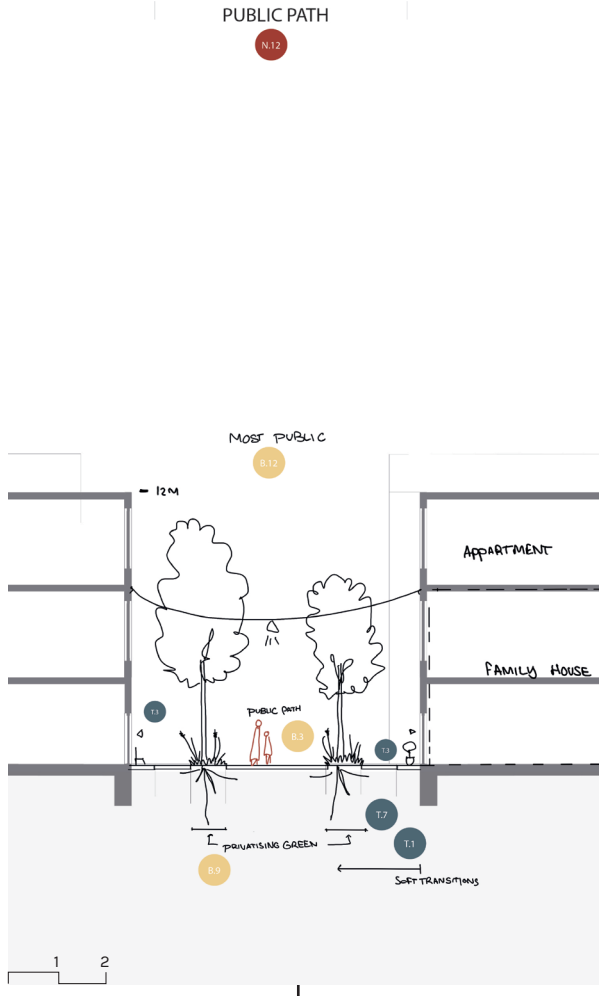 PUBLIC PATH
N.12
MOST PUBLIC
B.12
- 12M
APPARTMENT
FAMILY HOUSE
T.3
PUBLIC PATH
B.3
T.3
T.7
PRIVATISING GREEN
T.1
B.9
SOFT TRANSITIONS
1 2